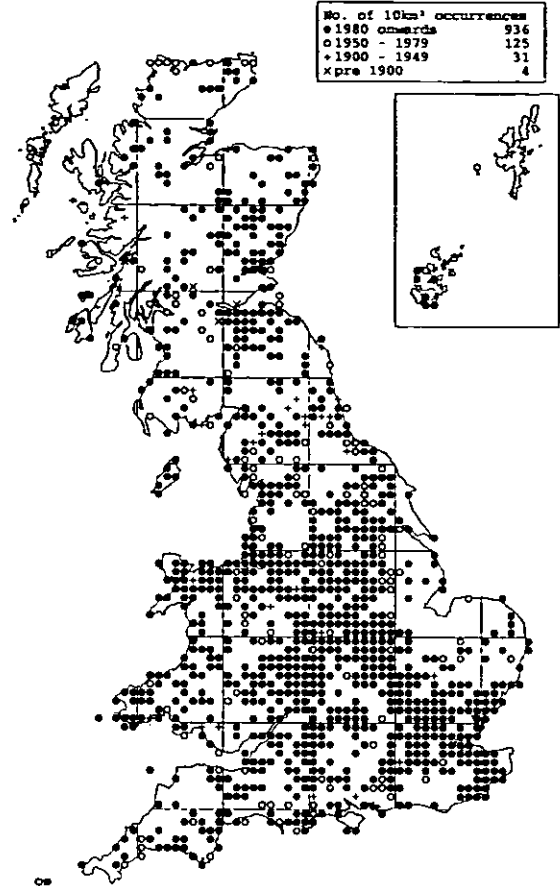 No. of 10km² occurrences
● 1980 onwards 936
○ 1950 - 1979 125
+ 1900 - 1949 31
× pre 1900 4